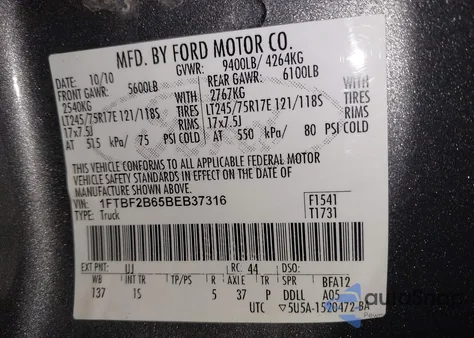 MFD. BY FORD MOTOR CO.
DATE: 10/10 GVWR: 9400LB/ 4264KG
FRONT GAWR: 5600LB REAR GAWR: 6100LB
2540KG WITH 2767KG WITH
LT245/75R17E 121/118S TIRES LT245/75R17E 121/118S TIRES
17x7.5J RIMS 17x7.5J RIMS
AT 515 kPa/ 75 PSI COLD AT 550 kPa/ 80 PSI COLD
THIS VEHICLE CONFORMS TO ALL APPLICABLE FEDERAL MOTOR
VEHICLE SAFETY STANDARDS IN EFFECT ON THE DATE OF
MANUFACTURE SHOWN ABOVE.
VIN: 1FTBF2B65BEB37316 F1541
TYPE: Truck T1731
EXT PNT: UJ RC: 44 DSO:
WB INT TR TP/PS R AXLE TR SPR BFA12
137 IS 5 37 P DDLL A05
UTC ▽5U5A-1520472-BA
autoSnap